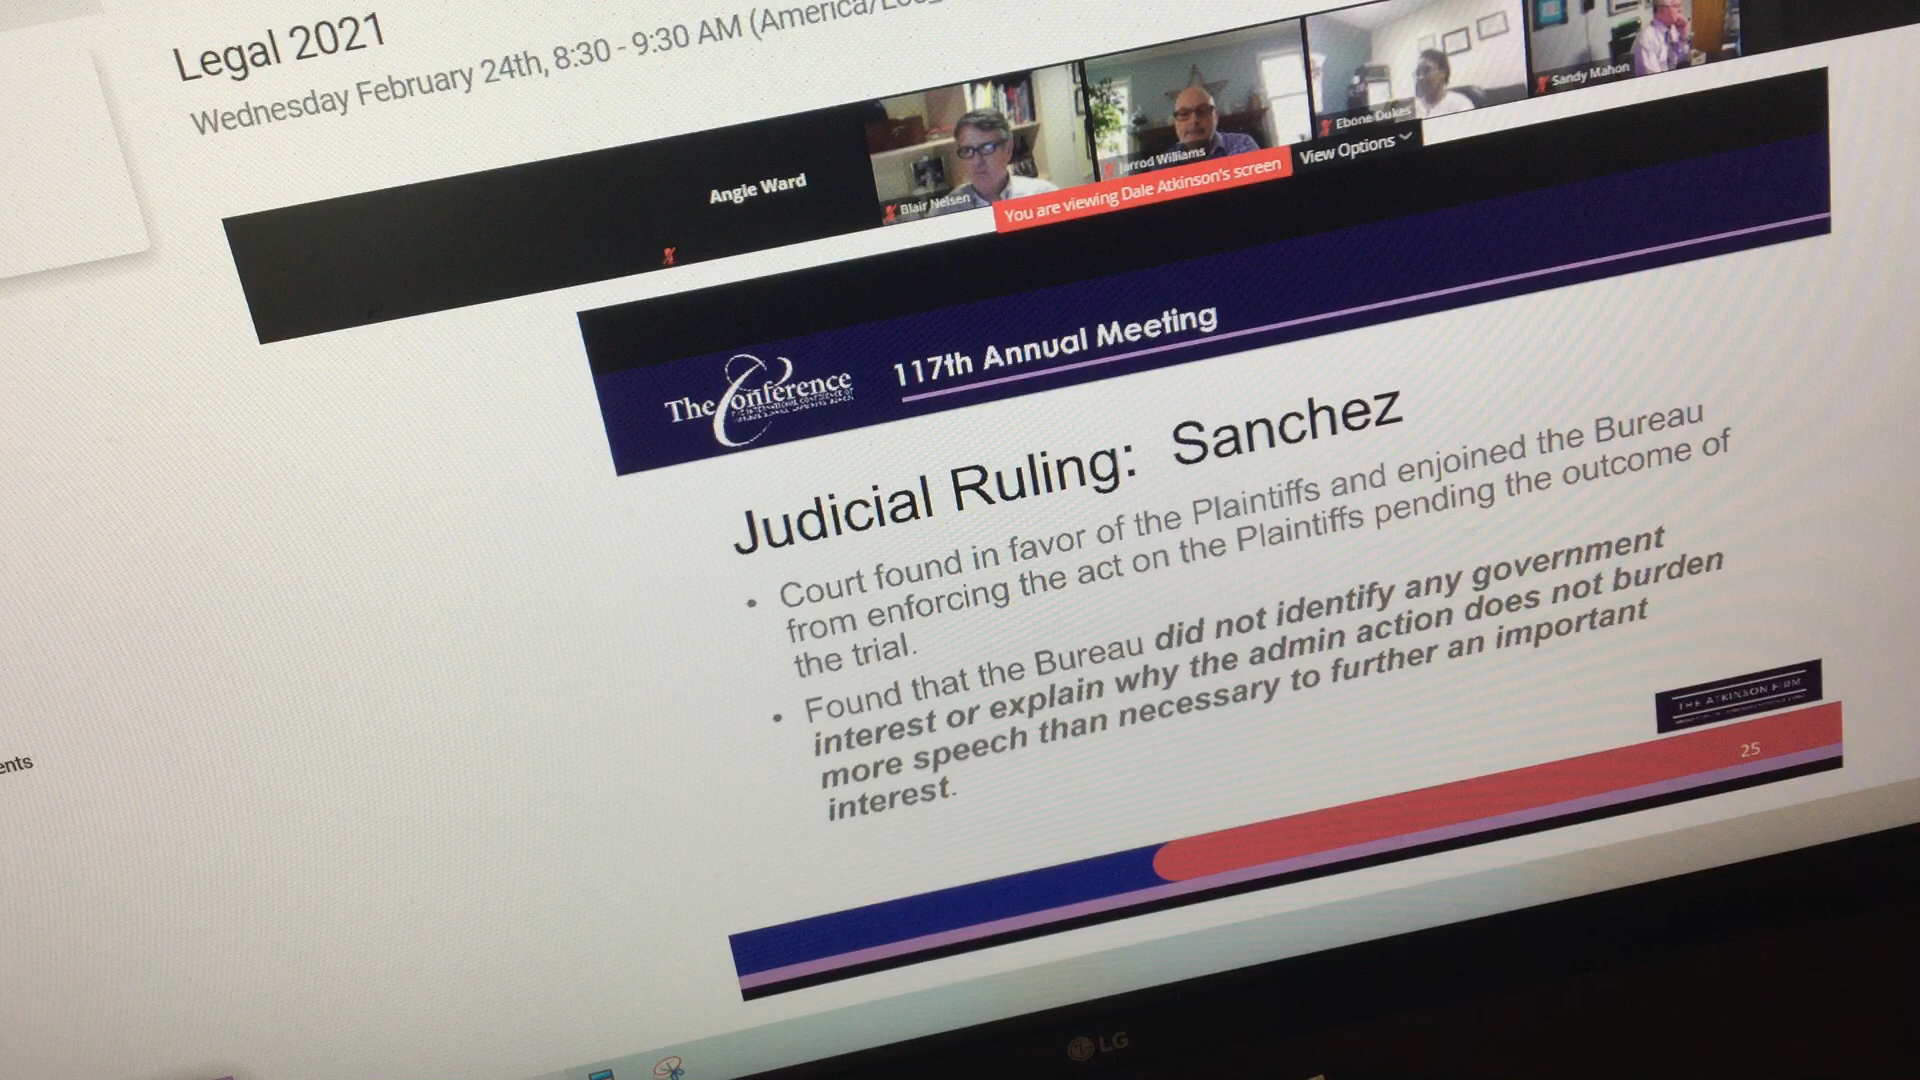 Legal 2021
Wednesday February 24th, 8:30 - 9:30 AM (America/
Angie Ward
Blair Nelsen
Jarrod Williams
Ebone Dukes
Sandy Mahon
You are viewing Dale Atkinson's screen
View Options
The Conference
117th Annual Meeting
Judicial Ruling: Sanchez
• Court found in favor of the Plaintiffs and enjoined the Bureau
from enforcing the act on the Plaintiffs pending the outcome of
the trial.
• Found that the Bureau did not identify any government
interest or explain why the admin action does not burden
more speech than necessary to further an important
interest.
THE ATKINSON FIRM
25
ents
LG